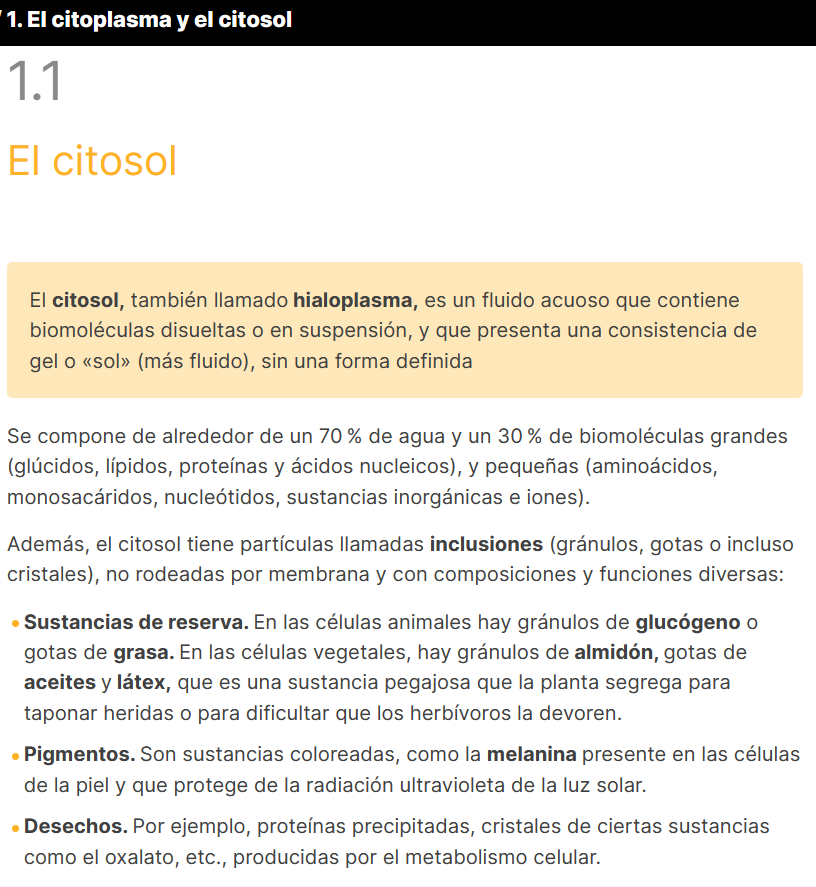 / 1. El citoplasma y el citosol
1.1
El citosol
El citosol, también llamado hialoplasma, es un fluido acuoso que contiene
biomoléculas disueltas o en suspensión, y que presenta una consistencia de
gel o «sol» (más fluido), sin una forma definida
Se compone de alrededor de un 70 % de agua y un 30 % de biomoléculas grandes
(glúcidos, lípidos, proteínas y ácidos nucleicos), y pequeñas (aminoácidos,
monosacáridos, nucleótidos, sustancias inorgánicas e iones).
Además, el citosol tiene partículas llamadas inclusiones (gránulos, gotas o incluso
cristales), no rodeadas por membrana y con composiciones y funciones diversas:
• Sustancias de reserva. En las células animales hay gránulos de glucógeno o
gotas de grasa. En las células vegetales, hay gránulos de almidón, gotas de
aceites y látex, que es una sustancia pegajosa que la planta segrega para
taponar heridas o para dificultar que los herbívoros la devoren.
• Pigmentos. Son sustancias coloreadas, como la melanina presente en las células
de la piel y que protege de la radiación ultravioleta de la luz solar.
• Desechos. Por ejemplo, proteínas precipitadas, cristales de ciertas sustancias
como el oxalato, etc., producidas por el metabolismo celular.